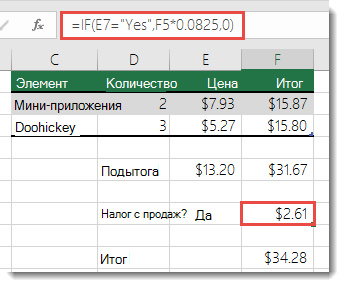 fx =IF(E7="Yes",F5*0.0825,0)
C D E F
Элемент Количество Цена Итог
Мини-приложения 2 $7.93 $15.87
Doohickey 3 $5.27 $15.80
Подытога $13.20 $31.67
Налог с продаж? Да $2.61
Итог $34.28